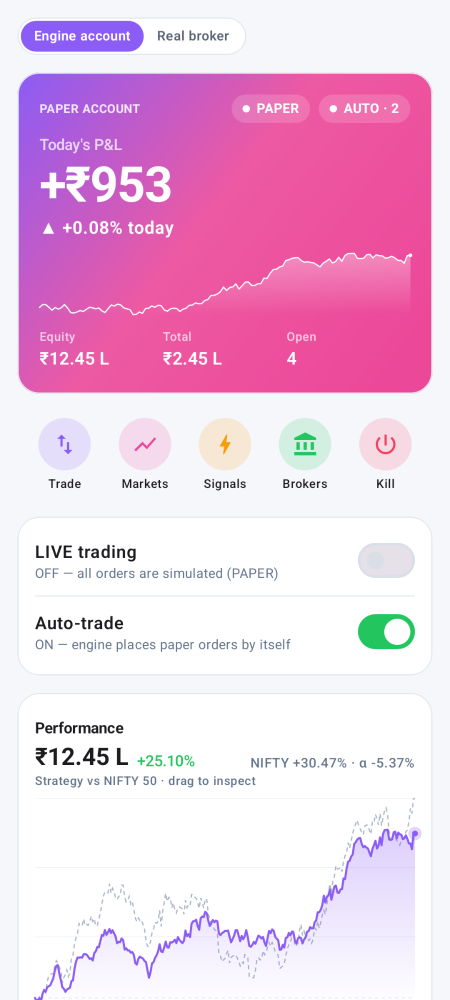 Engine account
Real broker
PAPER ACCOUNT
PAPER
AUTO · 2
Today's P&L
+₹953
▲ +0.08% today
Equity
Total
Open
₹12.45 L
₹2.45 L
4
Trade
Markets
Signals
Brokers
Kill
LIVE trading
OFF — all orders are simulated (PAPER)
Auto-trade
ON — engine places paper orders by itself
Performance
₹12.45 L +25.10%
NIFTY +30.47% · α -5.37%
Strategy vs NIFTY 50 · drag to inspect